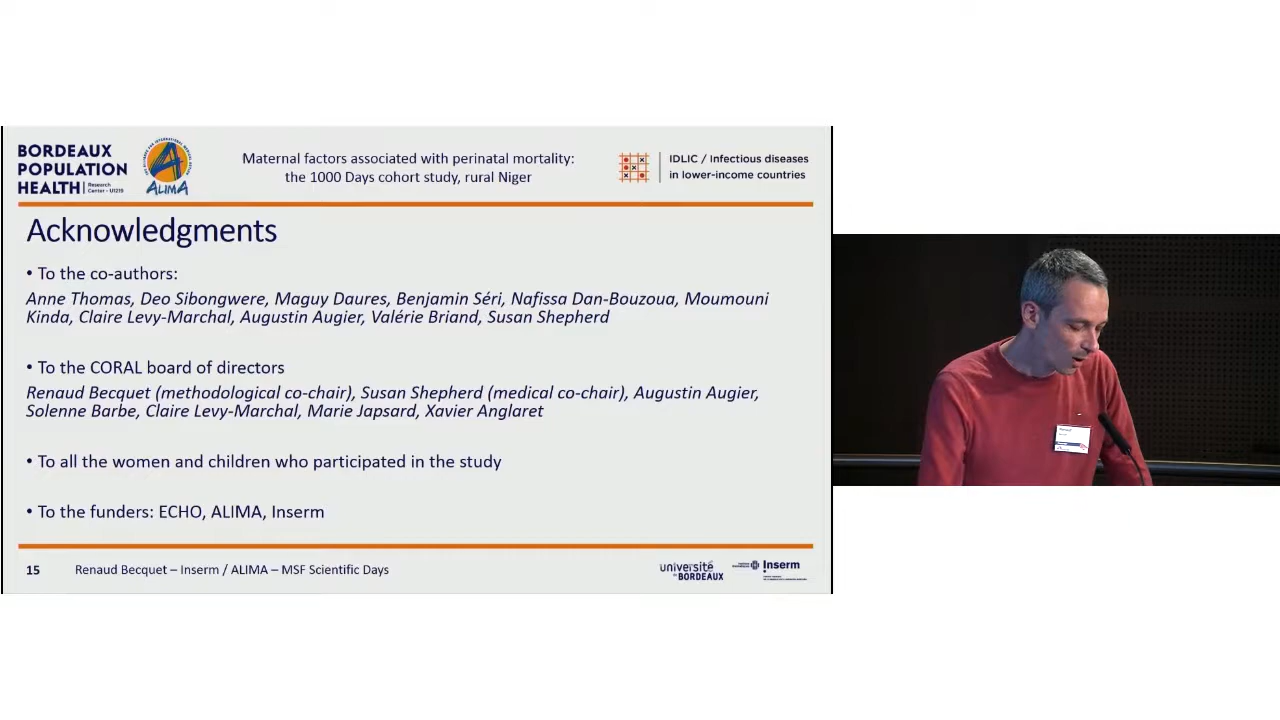 BORDEAUX
POPULATION
HEALTH Research
Center - U1219
ALIMA
Maternal factors associated with perinatal mortality:
the 1000 Days cohort study, rural Niger
IDLIC / Infectious diseases
in lower-income countries
Acknowledgments
• To the co-authors:
Anne Thomas, Deo Sibongwere, Maguy Daures, Benjamin Séri, Nafissa Dan-Bouzoua, Moumouni
Kinda, Claire Levy-Marchal, Augustin Augier, Valérie Briand, Susan Shepherd
• To the CORAL board of directors
Renaud Becquet (methodological co-chair), Susan Shepherd (medical co-chair), Augustin Augier,
Solenne Barbe, Claire Levy-Marchal, Marie Japsard, Xavier Anglaret
• To all the women and children who participated in the study
• To the funders: ECHO, ALIMA, Inserm
15 Renaud Becquet – Inserm / ALIMA – MSF Scientific Days
université
de BORDEAUX
Inserm